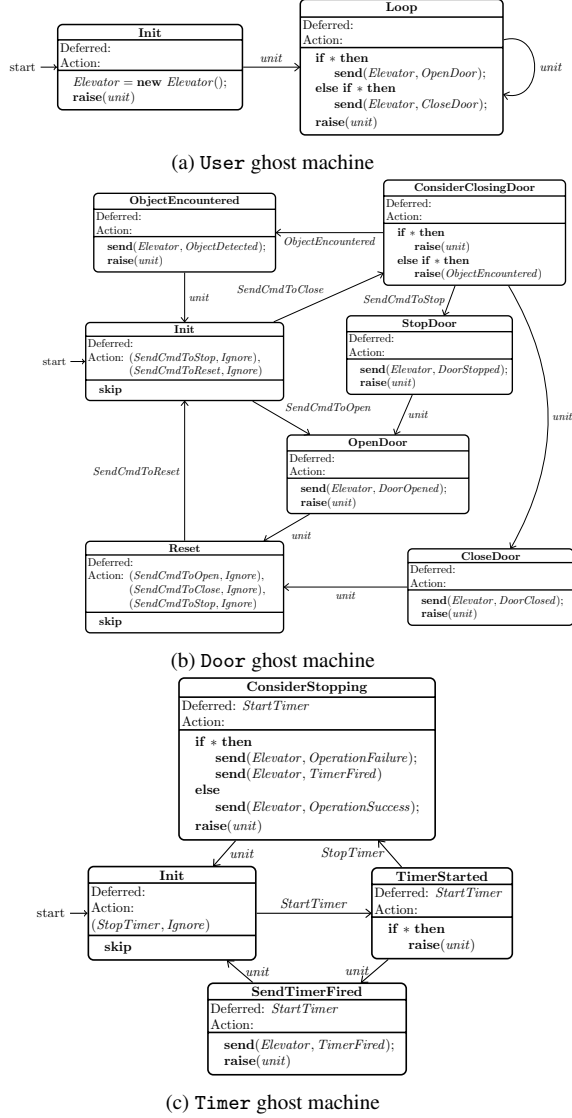 Init
Deferred:
Action:
Elevator = new Elevator();
raise(unit)
start
unit
Loop
Deferred:
Action:
if * then
send(Elevator, OpenDoor);
else if * then
send(Elevator, CloseDoor);
raise(unit)
unit
(a) User ghost machine
ObjectEncountered
Deferred:
Action:
send(Elevator, ObjectDetected);
raise(unit)
ObjectEncountered
ConsiderClosingDoor
Deferred:
Action:
if * then
raise(unit)
else if * then
raise(ObjectEncountered)
unit
SendCmdToClose
SendCmdToStop
Init
Deferred:
Action: (SendCmdToStop, Ignore),
(SendCmdToReset, Ignore)
skip
start
StopDoor
Deferred:
Action:
send(Elevator, DoorStopped);
raise(unit)
SendCmdToOpen
unit
unit
OpenDoor
Deferred:
Action:
send(Elevator, DoorOpened);
raise(unit)
SendCmdToReset
unit
Reset
Deferred:
Action: (SendCmdToOpen, Ignore),
(SendCmdToClose, Ignore),
(SendCmdToStop, Ignore)
skip
unit
CloseDoor
Deferred:
Action:
send(Elevator, DoorClosed);
raise(unit)
(b) Door ghost machine
ConsiderStopping
Deferred: StartTimer
Action:
if * then
send(Elevator, OperationFailure);
send(Elevator, TimerFired)
else
send(Elevator, OperationSuccess);
raise(unit)
unit
StopTimer
Init
Deferred:
Action:
(StopTimer, Ignore)
skip
start
StartTimer
TimerStarted
Deferred: StartTimer
Action:
if * then
raise(unit)
unit
unit
SendTimerFired
Deferred: StartTimer
Action:
send(Elevator, TimerFired);
raise(unit)
(c) Timer ghost machine